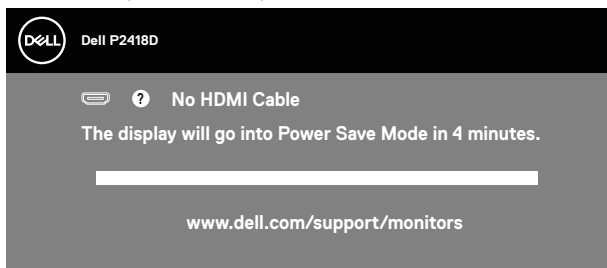 DELL
Dell P2418D
? No HDMI Cable
The display will go into Power Save Mode in 4 minutes.
www.dell.com/support/monitors